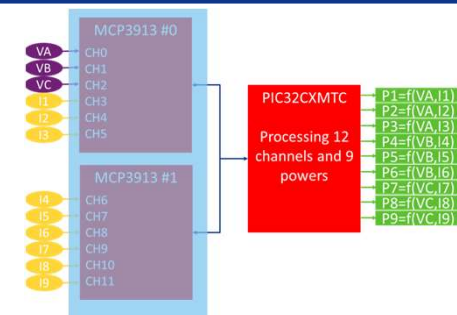 MCP3913 #0
VA
CH0
VB
CH1
VC
CH2
I1
CH3
I2
CH4
I3
CH5
MCP3913 #1
I4
CH6
I5
CH7
I6
CH8
I7
CH9
I8
CH10
I9
CH11
PIC32CXMTC
Processing 12
channels and 9
powers
P1=f(VA,I1)
P2=f(VA,I2)
P3=f(VA,I3)
P4=f(VB,I4)
P5=f(VB,I5)
P6=f(VB,I6)
P7=f(VC,I7)
P8=f(VC,I8)
P9=f(VC,I9)